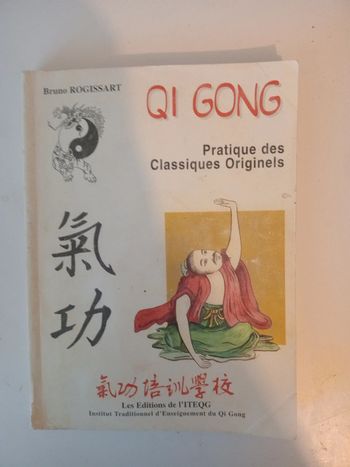 Bruno ROGISSART
QI GONG
Pratique des
Classiques Originels
氣
功
氣功培訓學校
Les Editions de l'ITEQG
Institut Traditionnel d'Enseignement du Qi Gong